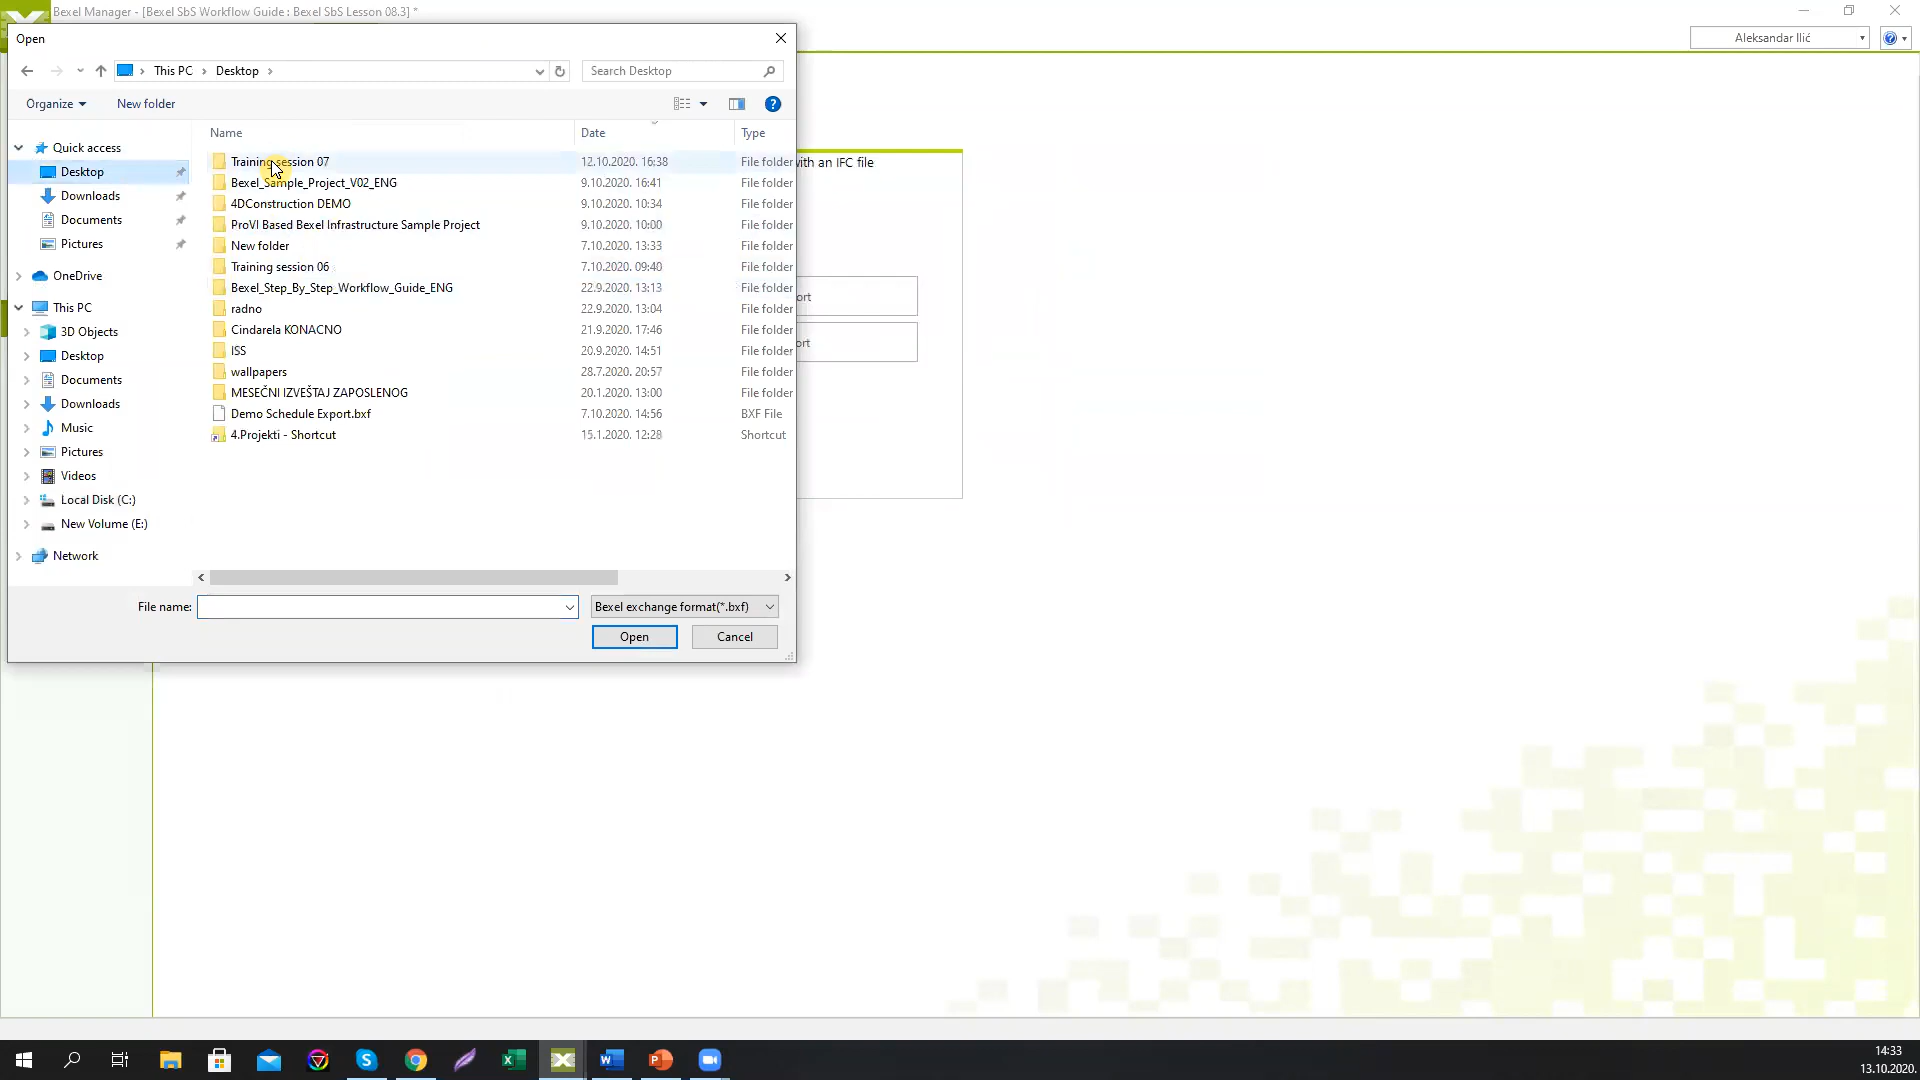 Bexel Manager - [Bexel SbS Workflow Guide : Bexel SbS Lesson 08.3] *
Aleksandar Ilić
Open
This PC > Desktop >
Search Desktop
Organize
New folder
Name Date Type
Quick access
Desktop
Downloads
Documents
Pictures
OneDrive
This PC
3D Objects
Desktop
Documents
Downloads
Music
Pictures
Videos
Local Disk (C:)
New Volume (E:)
Network
Training session 07 12.10.2020. 16:38 File folder
Bexel_Sample_Project_V02_ENG 9.10.2020. 16:41 File folder
4DConstruction DEMO 9.10.2020. 10:34 File folder
ProVI Based Bexel Infrastructure Sample Project 9.10.2020. 10:00 File folder
New folder 7.10.2020. 13:33 File folder
Training session 06 7.10.2020. 09:40 File folder
Bexel_Step_By_Step_Workflow_Guide_ENG 22.9.2020. 13:13 File folder
radno 22.9.2020. 13:04 File folder
Cindarela KONACNO 21.9.2020. 17:46 File folder
ISS 20.9.2020. 14:51 File folder
wallpapers 28.7.2020. 20:57 File folder
MESEČNI IZVEŠTAJ ZAPOSLENOG 20.1.2020. 13:00 File folder
Demo Schedule Export.bxf 7.10.2020. 14:56 BXF File
4.Projekti - Shortcut 15.1.2020. 12:28 Shortcut
File name:
Bexel exchange format(*.bxf)
Open
Cancel
with an IFC file
ort
ort
14:33
13.10.2020.